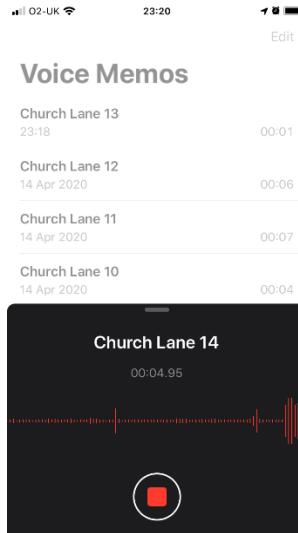 O2-UK 23:20
Edit
Voice Memos
Church Lane 13
23:18 00:01
Church Lane 12
14 Apr 2020 00:06
Church Lane 11
14 Apr 2020 00:07
Church Lane 10
14 Apr 2020 00:04
Church Lane 14
00:04.95